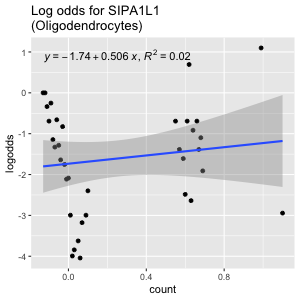 Log odds for SIPA1L1
(Oligodendrocytes)
y = −1.74 + 0.506 x, R² = 0.02
1
0
-1
-2
-3
-4
logodds
0.0 0.4 0.8
count